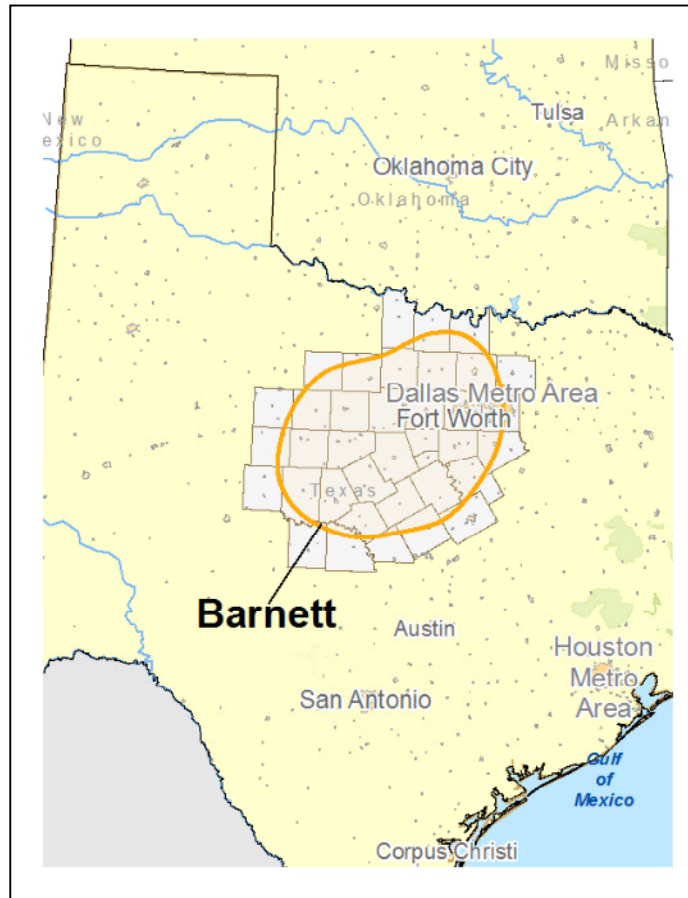 Misso
Tulsa
New
exico
Arkan
Oklahoma City
Oklahoma
Dallas Metro Area
Fort Worth
Texas
Barnett
Austin
Houston
Metro
Area
San Antonio
Gulf
of
Mexico
Corpus Christi